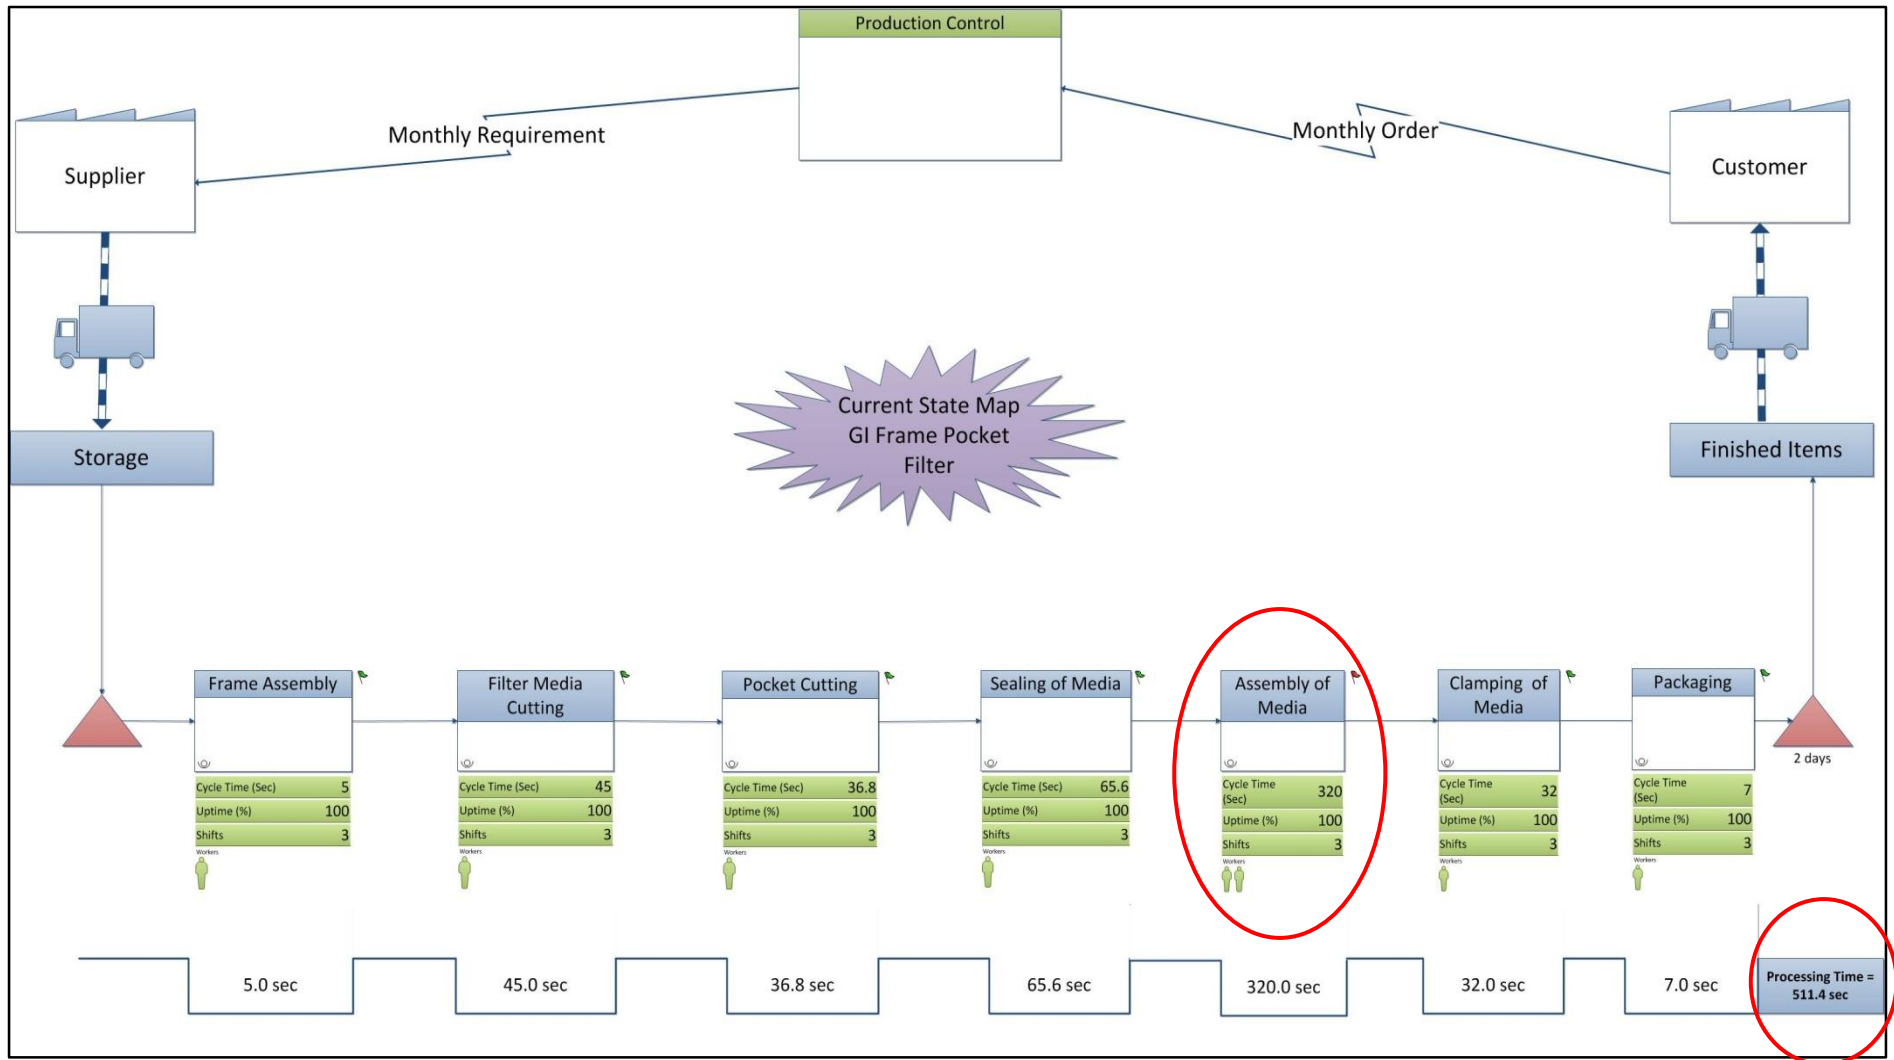 Production Control
Monthly Requirement
Monthly Order
Supplier
Customer
Storage
Finished Items
Current State Map
GI Frame Pocket
Filter
Frame Assembly
Cycle Time (Sec) 5
Uptime (%) 100
Shifts 3
Workers
Filter Media
Cutting
Cycle Time (Sec) 45
Uptime (%) 100
Shifts 3
Workers
Pocket Cutting
Cycle Time (Sec) 36.8
Uptime (%) 100
Shifts 3
Workers
Sealing of Media
Cycle Time (Sec) 65.6
Uptime (%) 100
Shifts 3
Workers
Assembly of
Media
Cycle Time
(Sec) 320
Uptime (%) 100
Shifts 3
Workers
Clamping of
Media
Cycle Time
(Sec) 32
Uptime (%) 100
Shifts 3
Workers
Packaging
Cycle Time
(Sec) 7
Uptime (%) 100
Shifts 3
Workers
2 days
5.0 sec
45.0 sec
36.8 sec
65.6 sec
320.0 sec
32.0 sec
7.0 sec
Processing Time =
511.4 sec